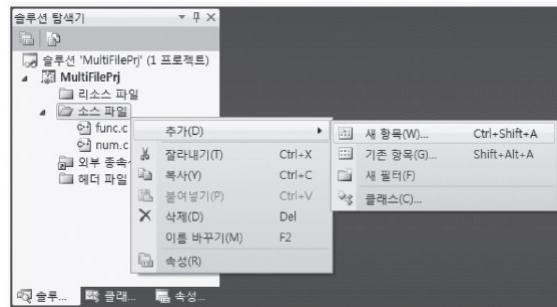 솔루션 탐색기
솔루션 'MultiFilePrj' (1 프로젝트)
MultiFilePrj
리소스 파일
소스 파일
func.c
num.c
외부 종속
헤더 파일
추가(D)
잘라내기(T) Ctrl+X
복사(Y) Ctrl+C
붙여넣기(P) Ctrl+V
삭제(D) Del
이름 바꾸기(M) F2
속성(R)
새 항목(W)... Ctrl+Shift+A
기존 항목(G)... Shift+Alt+A
새 필터(F)
클래스(C)...
솔루... 클래... 속성...